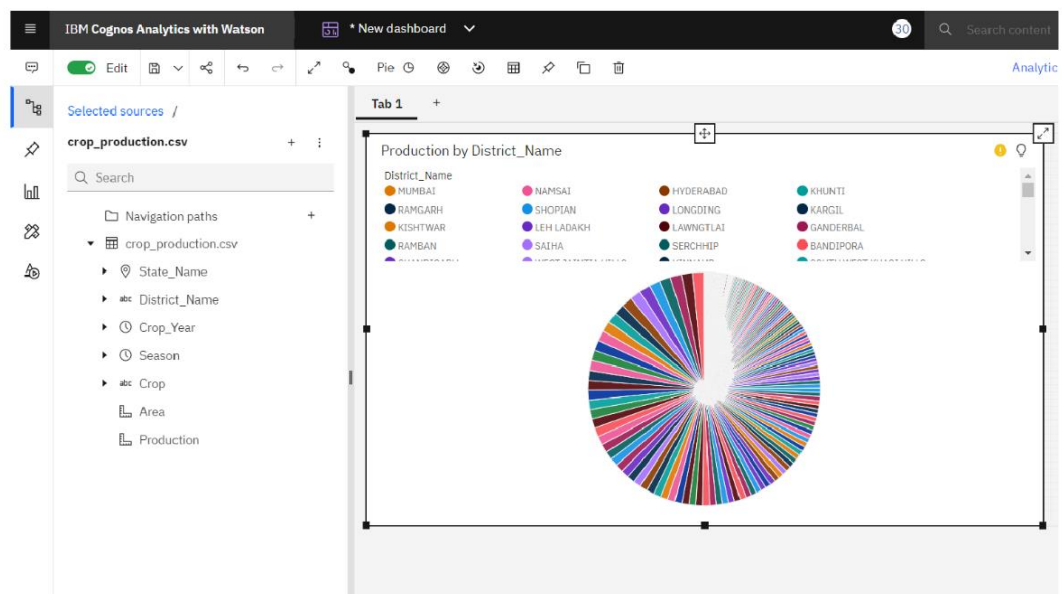 IBM Cognos Analytics with Watson
* New dashboard
30
Search content
Edit
Pie
Analytic
Selected sources /
crop_production.csv
Search
Navigation paths
crop_production.csv
State_Name
abc District_Name
Crop_Year
Season
abc Crop
Area
Production
Tab 1 +
Production by District_Name
District_Name
MUMBAI NAMSAI HYDERABAD KHUNTI
RAMGARH SHOPIAN LONGDING KARGIL
KISHTWAR LEH LADAKH LAWNGTLAI GANDERBAL
RAMBAN SAIHA SERCHHIP BANDIPORA